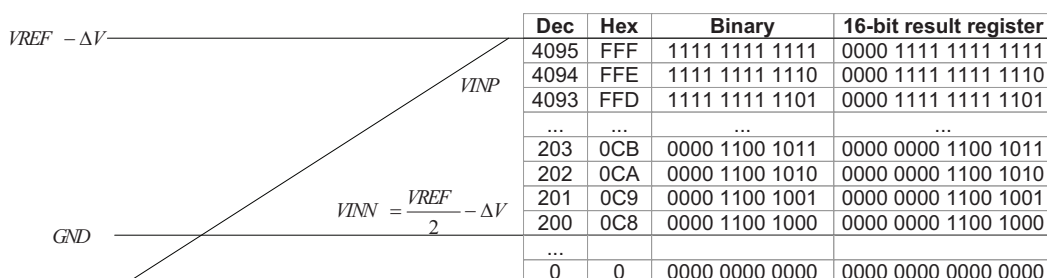 VREF − ΔV
VINP
VINN = VREF/2 − ΔV
GND
Dec Hex Binary 16-bit result register
4095 FFF 1111 1111 1111 0000 1111 1111 1111
4094 FFE 1111 1111 1110 0000 1111 1111 1110
4093 FFD 1111 1111 1101 0000 1111 1111 1101
... ... ... ...
203 0CB 0000 1100 1011 0000 0000 1100 1011
202 0CA 0000 1100 1010 0000 0000 1100 1010
201 0C9 0000 1100 1001 0000 0000 1100 1001
200 0C8 0000 1100 1000 0000 0000 1100 1000
...
0 0 0000 0000 0000 0000 0000 0000 0000